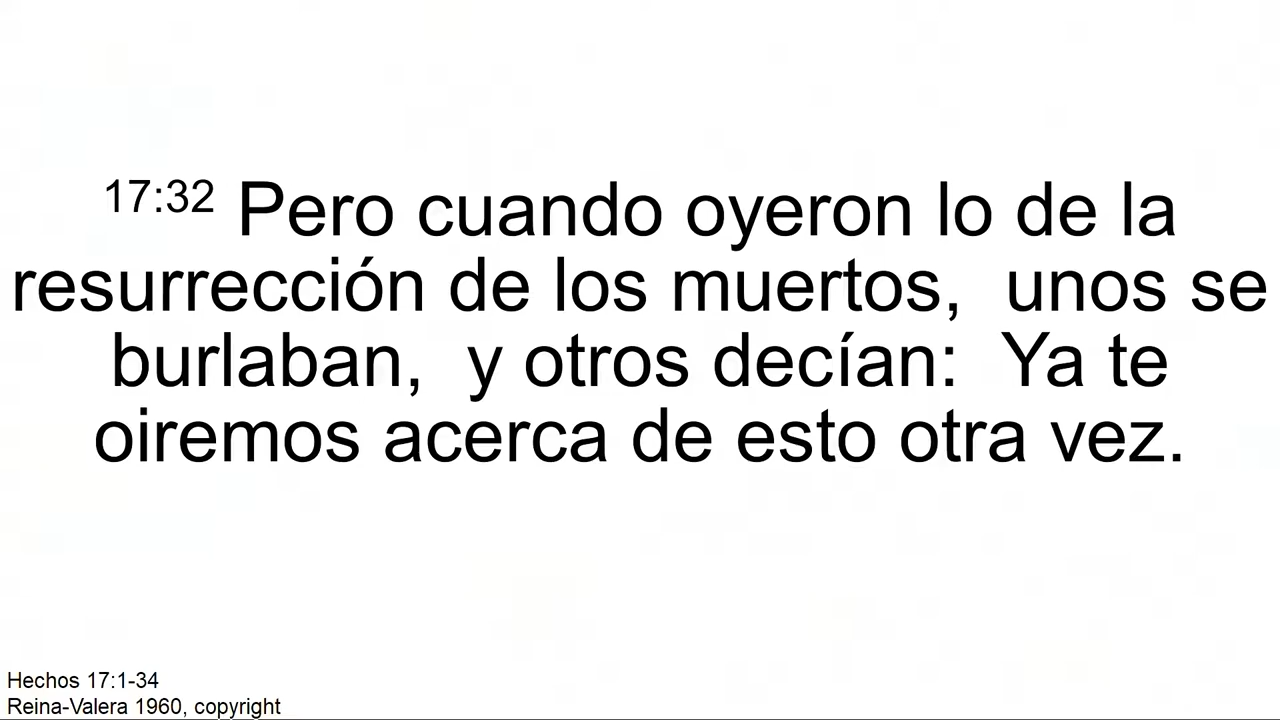 17:32 Pero cuando oyeron lo de la
resurrección de los muertos,  unos se
burlaban,  y otros decían:  Ya te
oiremos acerca de esto otra vez.
Hechos 17:1-34
Reina-Valera 1960, copyright